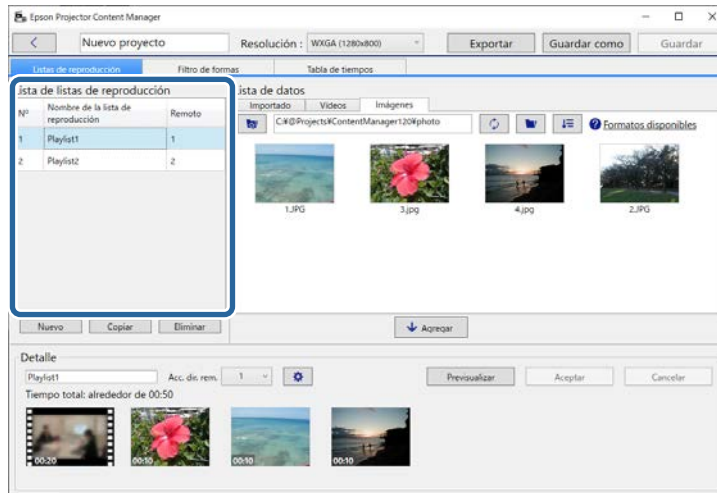 Epson Projector Content Manager
Nuevo proyecto
Resolución :
WXGA (1280x800)
Exportar
Guardar como
Guardar
Listas de reproducción
Filtro de formas
Tabla de tiempos
ista de listas de reproducción
Nº
Nombre de la lista de
reproducción
Remoto
1
Playlist1
1
2
Playlist2
2
ista de datos
Importado
Videos
Imágenes
C:¥@Projects¥ContentManager120¥photo
Formatos disponibles
1.JPG
3.jpg
4.jpg
2.JPG
Nuevo
Copiar
Eliminar
Agregar
Detalle
Playlist1
Acc. dir. rem.
1
Previsualizar
Aceptar
Cancelar
Tiempo total: alrededor de 00:50
00:20
00:10
00:10
00:10